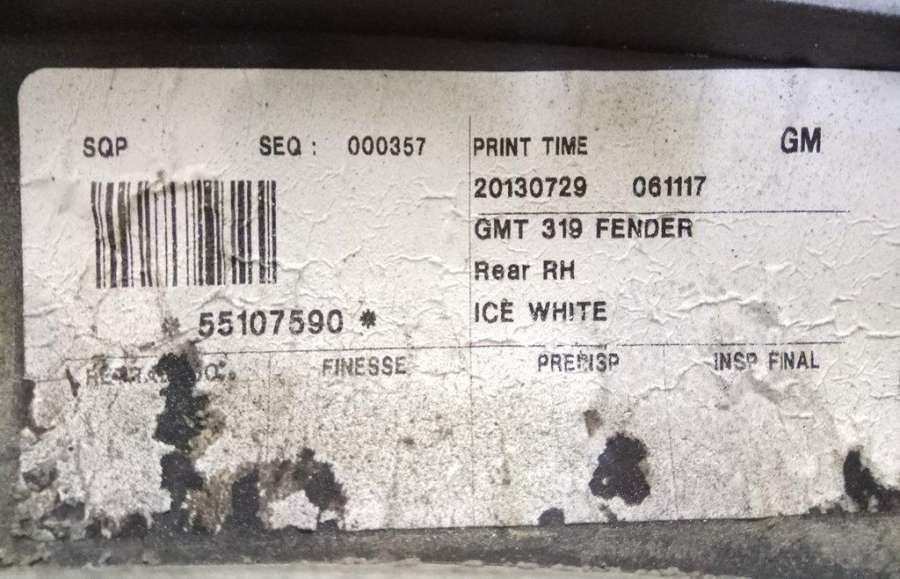 SQP SEQ : 000357 PRINT TIME GM
20130729 061117
GMT 319 FENDER
Rear RH
* 55107590 * ICE WHITE
FINESSE PREDISP INSP FINAL